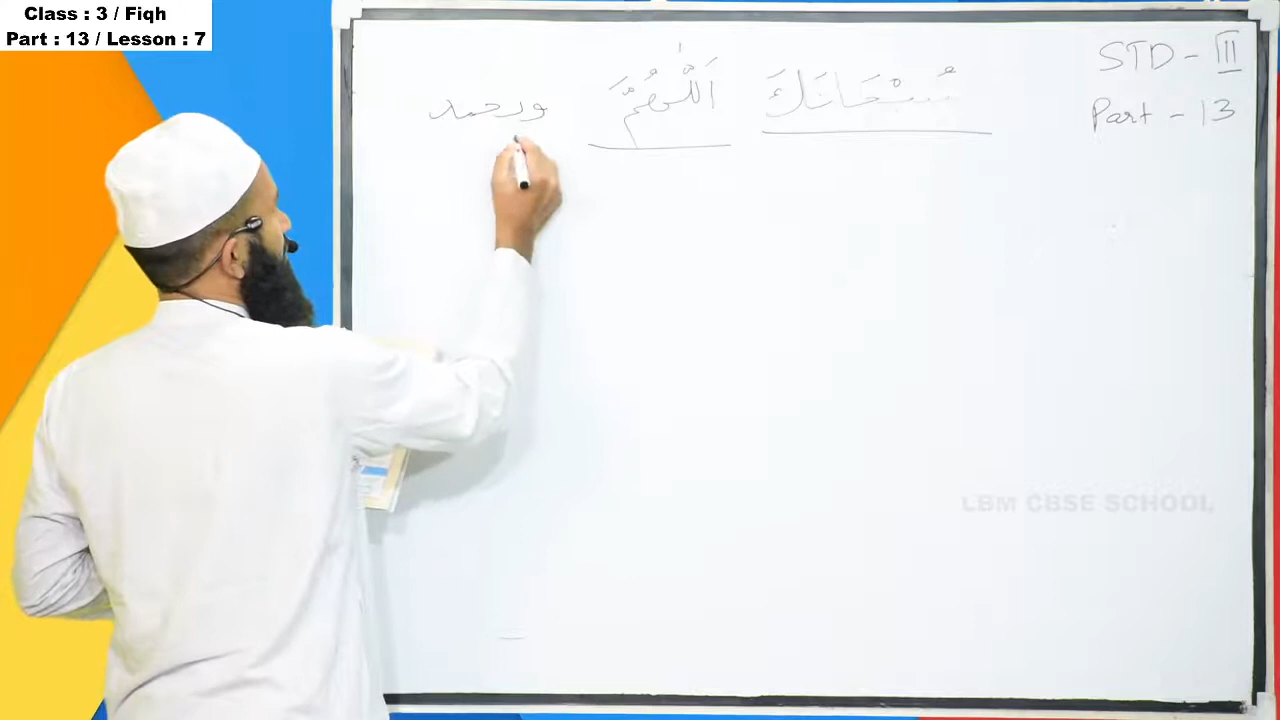 Class : 3 / Fiqh
Part : 13 / Lesson : 7
STD - III
Part - 13
سُبْحَانَكَ اَللّٰهُمَّ وبحمد
LBM CBSE SCHOOL